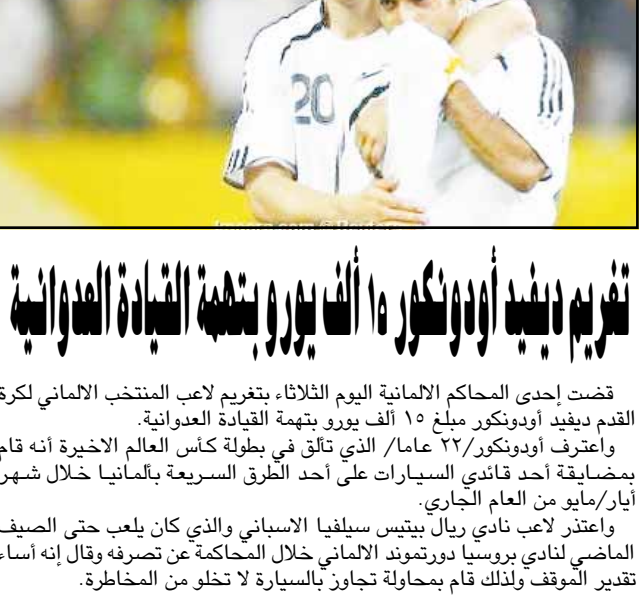 20
تغريم ديفيد أودونكور ١٥ ألف يورو بتهمة القيادة العدوانية
قضت إحدى المحاكم الالمانية اليوم الثلاثاء بتغريم لاعب المنتخب الالماني لكرة
القدم ديفيد أودونكور مبلغ ١٥ ألف يورو بتهمة القيادة العدوانية.
واعترف أودونكور/٢٢ عاما/ الذي تألق في بطولة كأس العالم الاخيرة أنه قام
بمضايقة أحد قائدي السيارات على أحد الطرق السريعة بألمانيا خلال شهر
أيار/مايو من العام الجاري.
واعتذر لاعب نادي ريال بيتيس سيلفيا الاسباني والذي كان يلعب حتى الصيف
الماضي لنادي بروسيا دورتموند الالماني خلال المحاكمة عن تصرفه وقال إنه أساء
تقدير الموقف ولذلك قام بمحاولة تجاوز بالسيارة لا تخلو من المخاطرة.